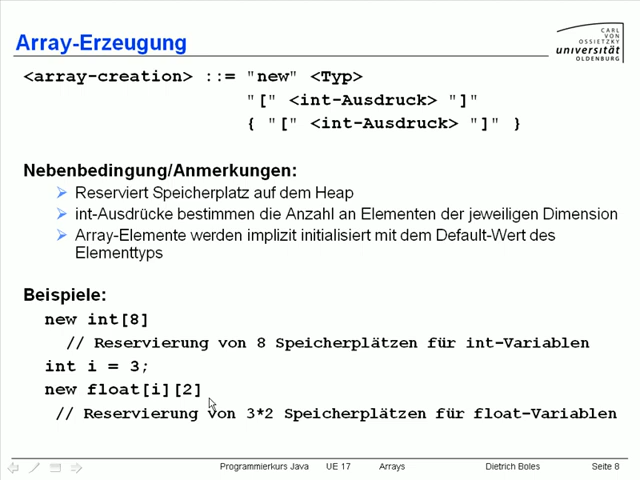 Array-Erzeugung
CARL
VON
OSSIETZKY
universität
OLDENBURG
<array-creation> ::= "new" <Typ>
"[" <int-Ausdruck> "]"
{ "[" <int-Ausdruck> "]" }
Nebenbedingung/Anmerkungen:
Reserviert Speicherplatz auf dem Heap
int-Ausdrücke bestimmen die Anzahl an Elementen der jeweiligen Dimension
Array-Elemente werden implizit initialisiert mit dem Default-Wert des
Elementtyps
Beispiele:
new int[8]
// Reservierung von 8 Speicherplätzen für int-Variablen
int i = 3;
new float[i][2]
// Reservierung von 3*2 Speicherplätzen für float-Variablen
Programmierkurs Java UE 17 Arrays Dietrich Boles Seite 8